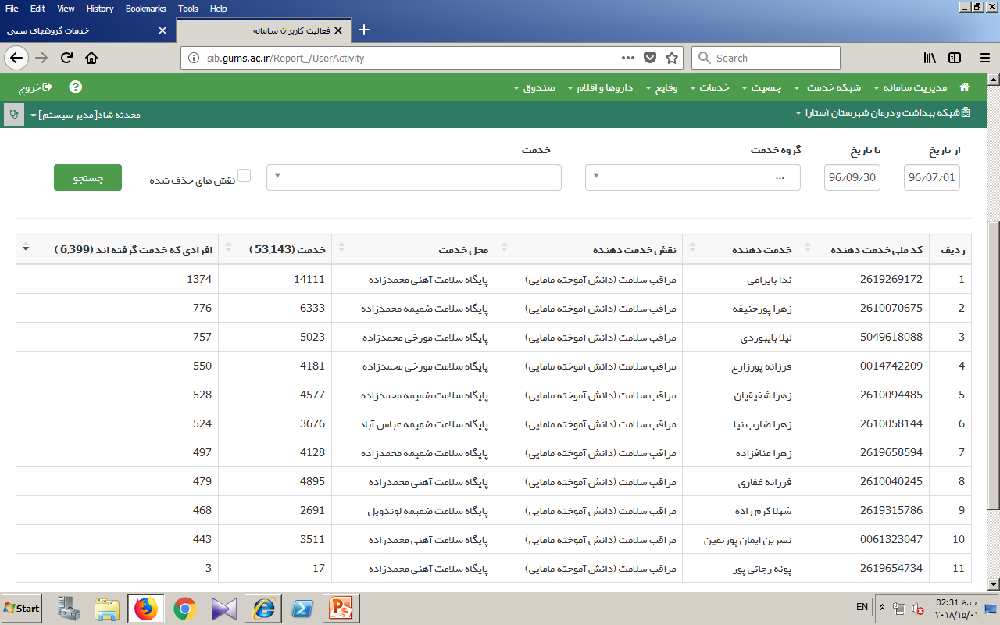 File Edit View History Bookmarks Tools Help
خدمات گروههای سنی
فعالیت کاربران سامانه
sib.gums.ac.ir/Report_/UserActivity
Search
مدیریت سامانه شبکه خدمت جمعیت خدمات وقایع داروها و اقلام صندوق ? خروج
شبکه بهداشت و درمان شهرستان آستارا محدثه شاد[مدیر سیستم]
از تاریخ تا تاریخ گروه خدمت خدمت
96/07/01 96/09/30 ... نقش های حذف شده جستجو
ردیف کد ملی خدمت دهنده خدمت دهنده نقش خدمت دهنده محل خدمت خدمت (53,143 ) افرادی که خدمت گرفته اند (6,399 )
1 2619269172 ندا بایرامی مراقب سلامت (دانش آموخته مامایی) پایگاه سلامت آهنی محمدزاده 14111 1374
2 2610070675 زهرا پورحنیفه مراقب سلامت (دانش آموخته مامایی) پایگاه سلامت ضمیمه محمدزاده 6333 776
3 5049618088 لیلا بایبوردی مراقب سلامت (دانش آموخته مامایی) پایگاه سلامت مورخی محمدزاده 5023 757
4 0014742209 فرزانه پورزارع مراقب سلامت (دانش آموخته مامایی) پایگاه سلامت مورخی محمدزاده 4181 550
5 2610094485 زهرا شفیقیان مراقب سلامت (دانش آموخته مامایی) پایگاه سلامت ضمیمه محمدزاده 4577 528
6 2610058144 زهرا ضارب نیا مراقب سلامت (دانش آموخته مامایی) پایگاه سلامت ضمیمه عباس آباد 3676 524
7 2619658594 زهرا منافزاده مراقب سلامت (دانش آموخته مامایی) پایگاه سلامت ضمیمه محمدزاده 4128 497
8 2610040245 فرزانه غفاری مراقب سلامت (دانش آموخته مامایی) پایگاه سلامت آهنی محمدزاده 4895 479
9 2619315786 شهلا کرم زاده مراقب سلامت (دانش آموخته مامایی) پایگاه سلامت ضمیمه لوندویل 2691 468
10 0061323047 نسرین ایمان پورنمین مراقب سلامت (دانش آموخته مامایی) پایگاه سلامت آهنی محمدزاده 3511 443
11 2619654734 پونه رجائی پور مراقب سلامت (دانش آموخته مامایی) پایگاه سلامت آهنی محمدزاده 17 3
Start EN 02:31 ب.ظ
۲۰۱۸/۱۵/۰۱